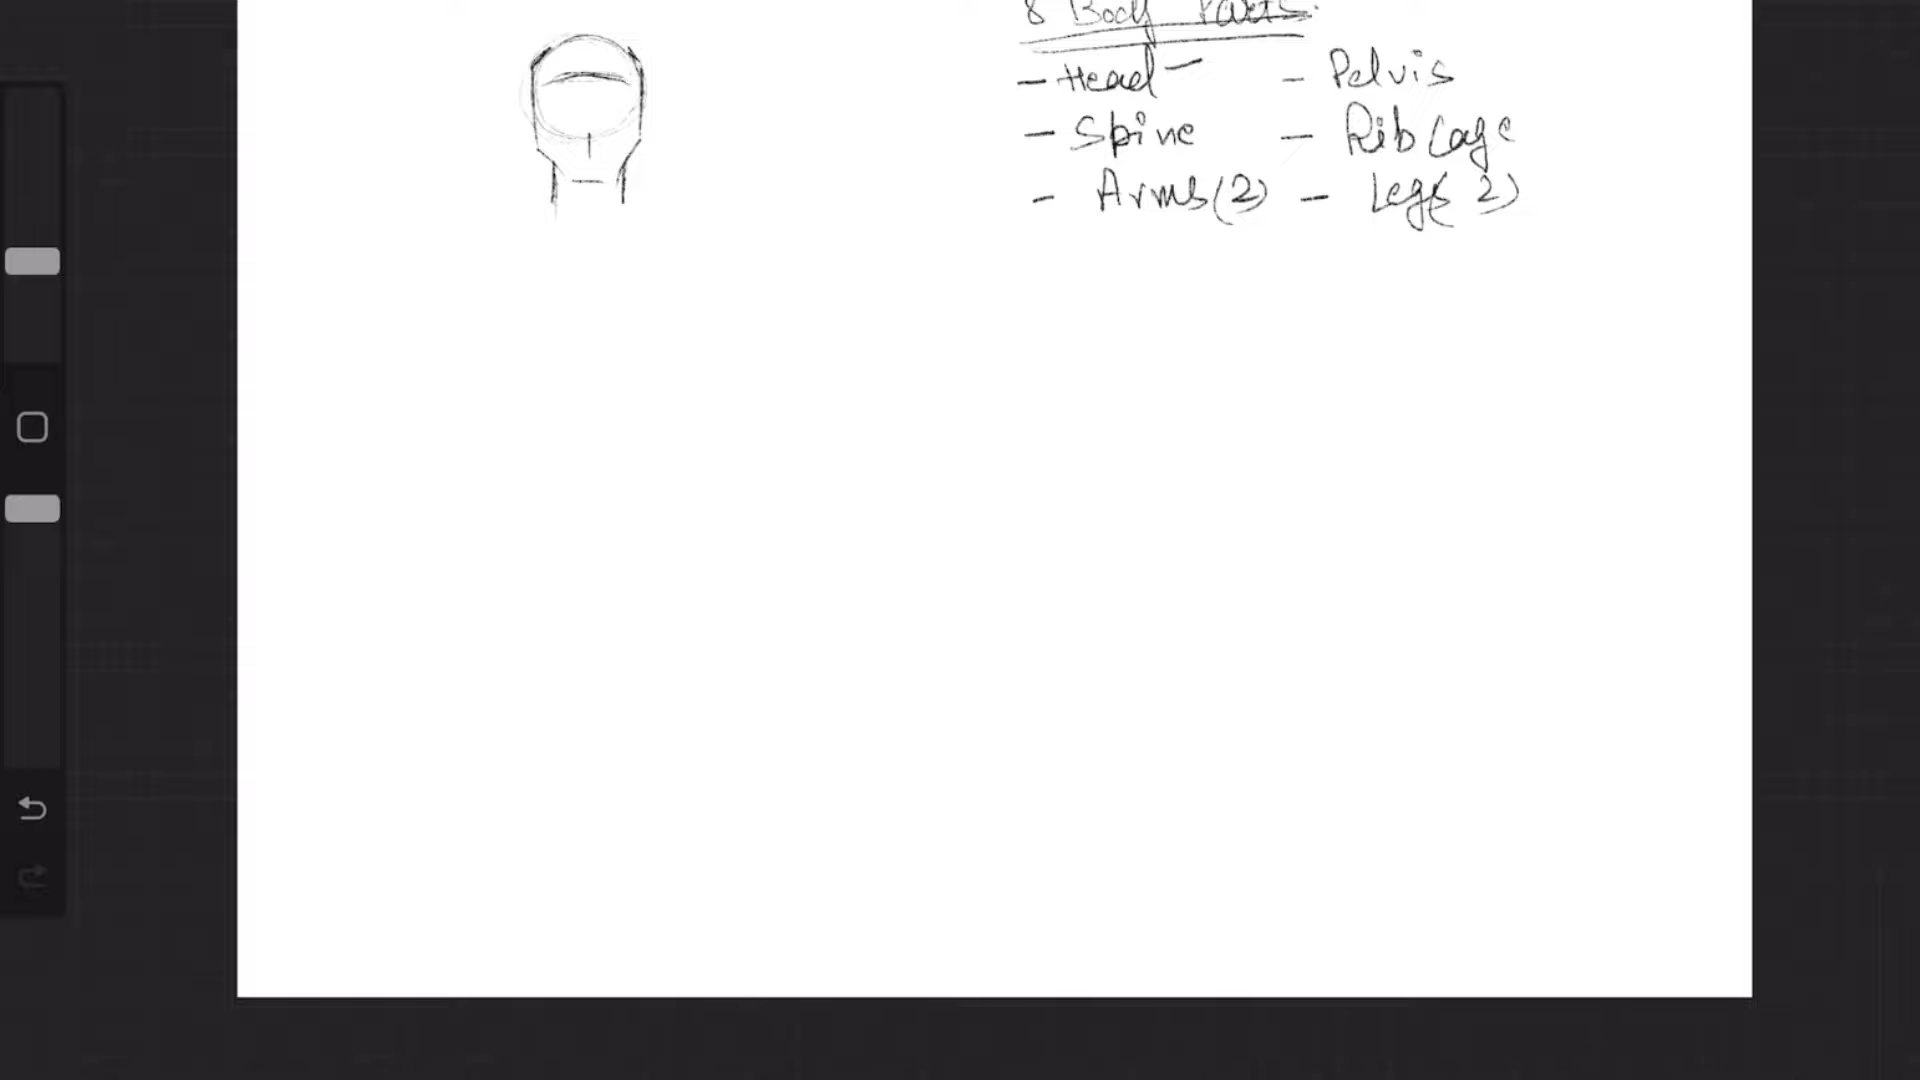 8 Body Parts.
- Head - - Pelvis
- Spine - Rib Cage
- Arms(2) - Legs(2)